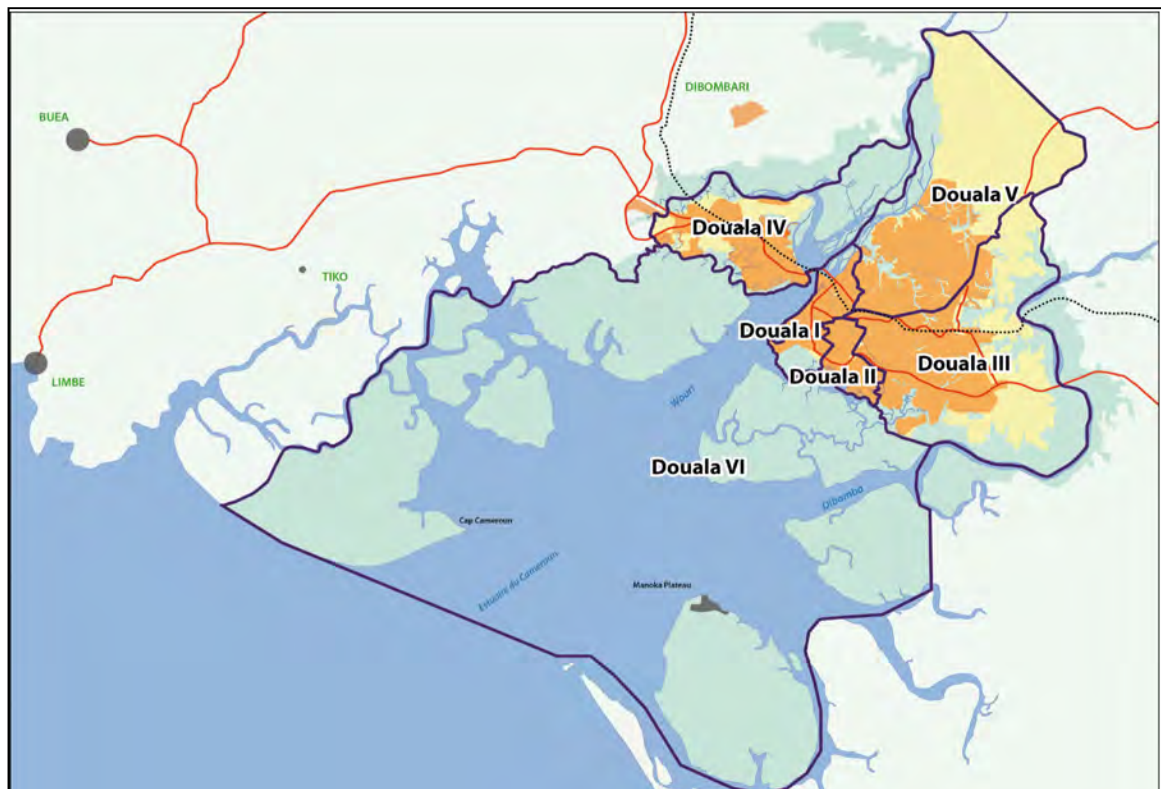 DIBOMBARI
BUEA
Douala V
Douala IV
TIKO
Douala I
Douala III
LIMBE
Douala II
Wouri
Douala VI
Dibamba
Cap Cameroon
Estuaire du Cameroun
Manoka Plateau